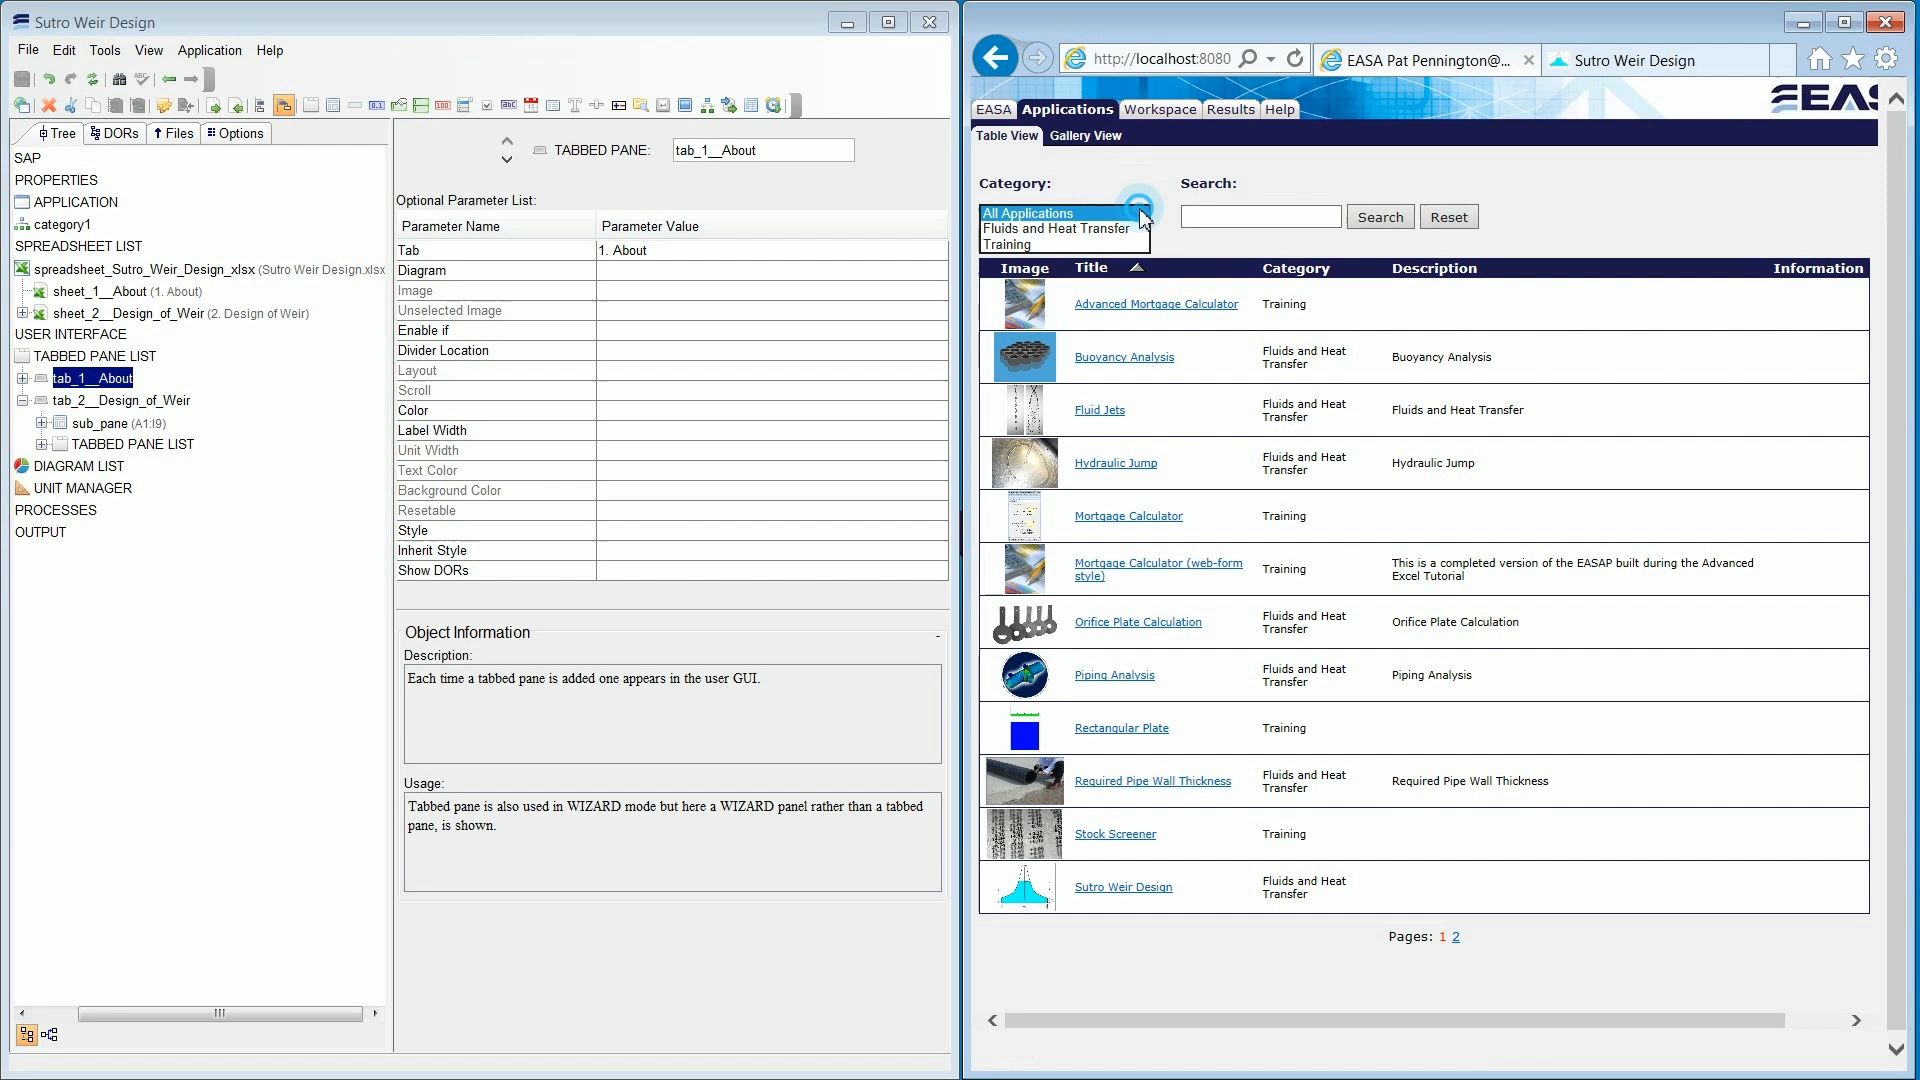 Sutro Weir Design
File Edit Tools View Application Help
Tree DORs Files Options
SAP
PROPERTIES
APPLICATION
category1
SPREADSHEET LIST
spreadsheet_Sutro_Weir_Design_xlsx (Sutro Weir Design.xlsx
sheet_1__About (1. About)
sheet_2__Design_of_Weir (2. Design of Weir)
USER INTERFACE
TABBED PANE LIST
tab_1__About
tab_2__Design_of_Weir
sub_pane (A1:I9)
TABBED PANE LIST
DIAGRAM LIST
UNIT MANAGER
PROCESSES
OUTPUT
TABBED PANE: tab_1__About
Optional Parameter List:
Parameter Name Parameter Value
Tab 1. About
Diagram
Image
Unselected Image
Enable if
Divider Location
Layout
Scroll
Color
Label Width
Unit Width
Text Color
Background Color
Resetable
Style
Inherit Style
Show DORs
Object Information -
Description:
Each time a tabbed pane is added one appears in the user GUI.
Usage:
Tabbed pane is also used in WIZARD mode but here a WIZARD panel rather than a tabbed
pane, is shown.
http://localhost:8080 EASA Pat Pennington@... Sutro Weir Design
EASA Applications Workspace Results Help
Table View Gallery View
Category: Search:
All Applications
Fluids and Heat Transfer
Training
Search Reset
Image Title Category Description Information
Advanced Mortgage Calculator Training
Buoyancy Analysis Fluids and Heat Transfer Buoyancy Analysis
Fluid Jets Fluids and Heat Transfer Fluids and Heat Transfer
Hydraulic Jump Fluids and Heat Transfer Hydraulic Jump
Mortgage Calculator Training
Mortgage Calculator (web-form style) Training This is a completed version of the EASAP built during the Advanced Excel Tutorial
Orifice Plate Calculation Fluids and Heat Transfer Orifice Plate Calculation
Piping Analysis Fluids and Heat Transfer Piping Analysis
Rectangular Plate Training
Required Pipe Wall Thickness Fluids and Heat Transfer Required Pipe Wall Thickness
Stock Screener Training
Sutro Weir Design Fluids and Heat Transfer
Pages: 1 2